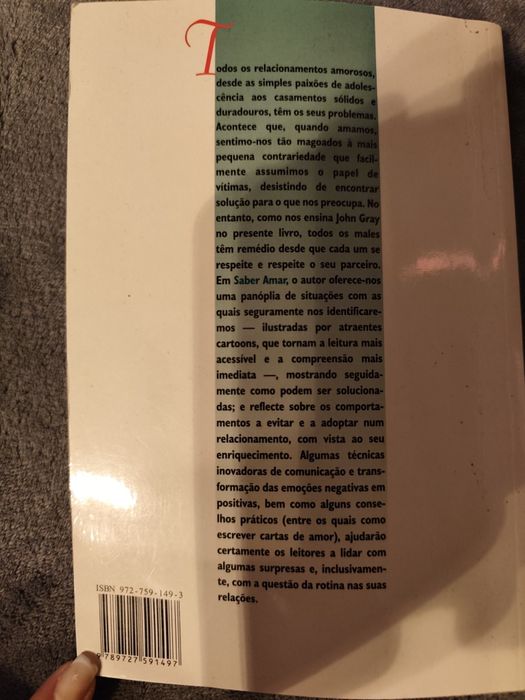 Todos os relacionamentos amorosos,
desde as simples paixões de adoles-
cência aos casamentos sólidos e
duradouros, têm os seus problemas.
Acontece que, quando amamos,
sentimo-nos tão magoados à mais
pequena contrariedade que facil-
mente assumimos o papel de
vítimas, desistindo de encontrar
solução para o que nos preocupa. No
entanto, como nos ensina John Gray
no presente livro, todos os males
têm remédio desde que cada um se
respeite e respeite o seu parceiro.
Em Saber Amar, o autor oferece-nos
uma panóplia de situações com as
quais seguramente nos identificare-
mos — ilustradas por atraentes
cartoons, que tornam a leitura mais
acessível e a compreensão mais
imediata —, mostrando seguida-
mente como podem ser soluciona-
das; e reflecte sobre os comporta-
mentos a evitar e a adoptar num
relacionamento, com vista ao seu
enriquecimento. Algumas técnicas
inovadoras de comunicação e trans-
formação das emoções negativas em
positivas, bem como alguns conse-
lhos práticos (entre os quais como
escrever cartas de amor), ajudarão
certamente os leitores a lidar com
algumas surpresas e, inclusivamen-
te, com a questão da rotina nas suas
relações.
ISBN 972-759-149-3
9789727591497